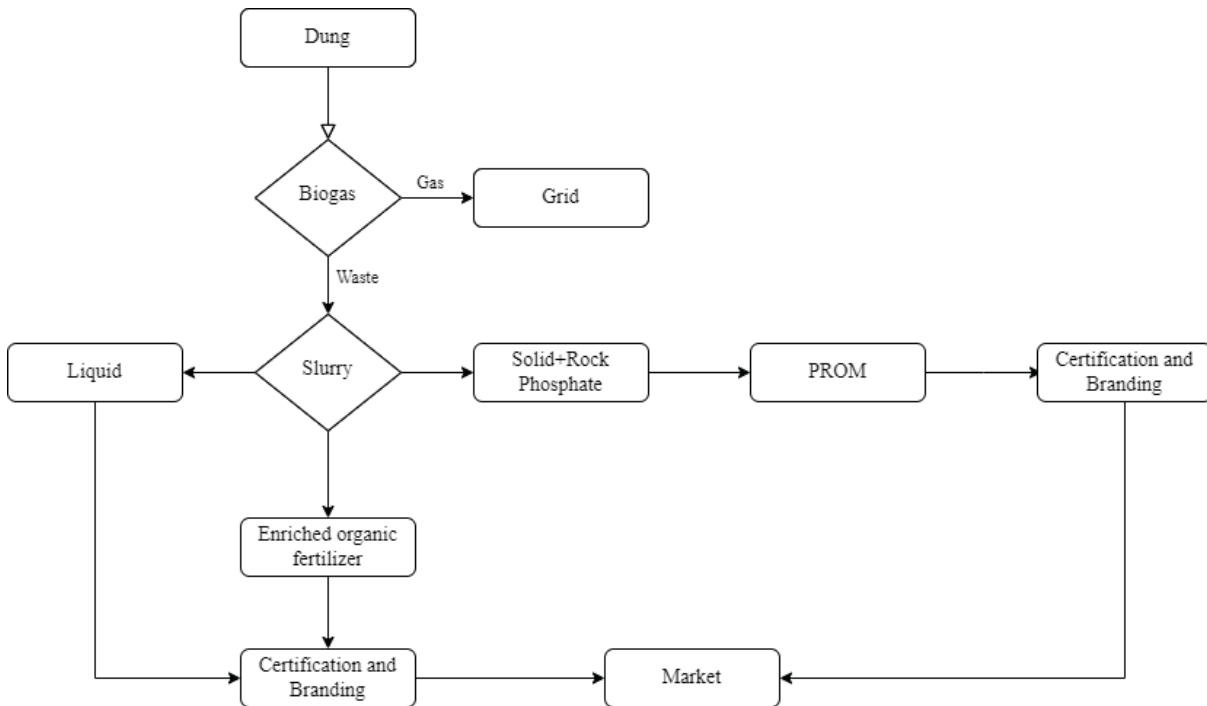 Dung
Biogas
Gas
Grid
Waste
Liquid
Slurry
Solid+Rock
Phosphate
PROM
Certification and
Branding
Enriched organic
fertilizer
Certification and
Branding
Market